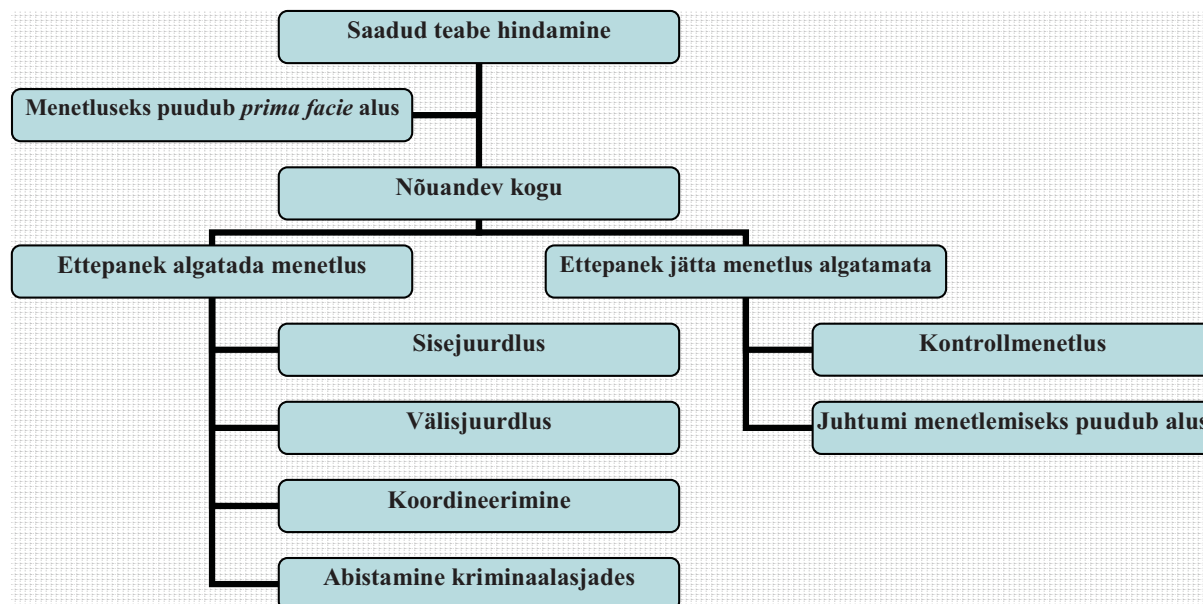 Saadud teabe hindamine
Menetluseks puudub prima facie alus
Nõuandev kogu
Ettepanek algatada menetlus
Ettepanek jätta menetlus algatamata
Sisejuurdlus
Kontrollmenetlus
Välisjuurdlus
Juhtumi menetlemiseks puudub alus
Koordineerimine
Abistamine kriminaalasjades